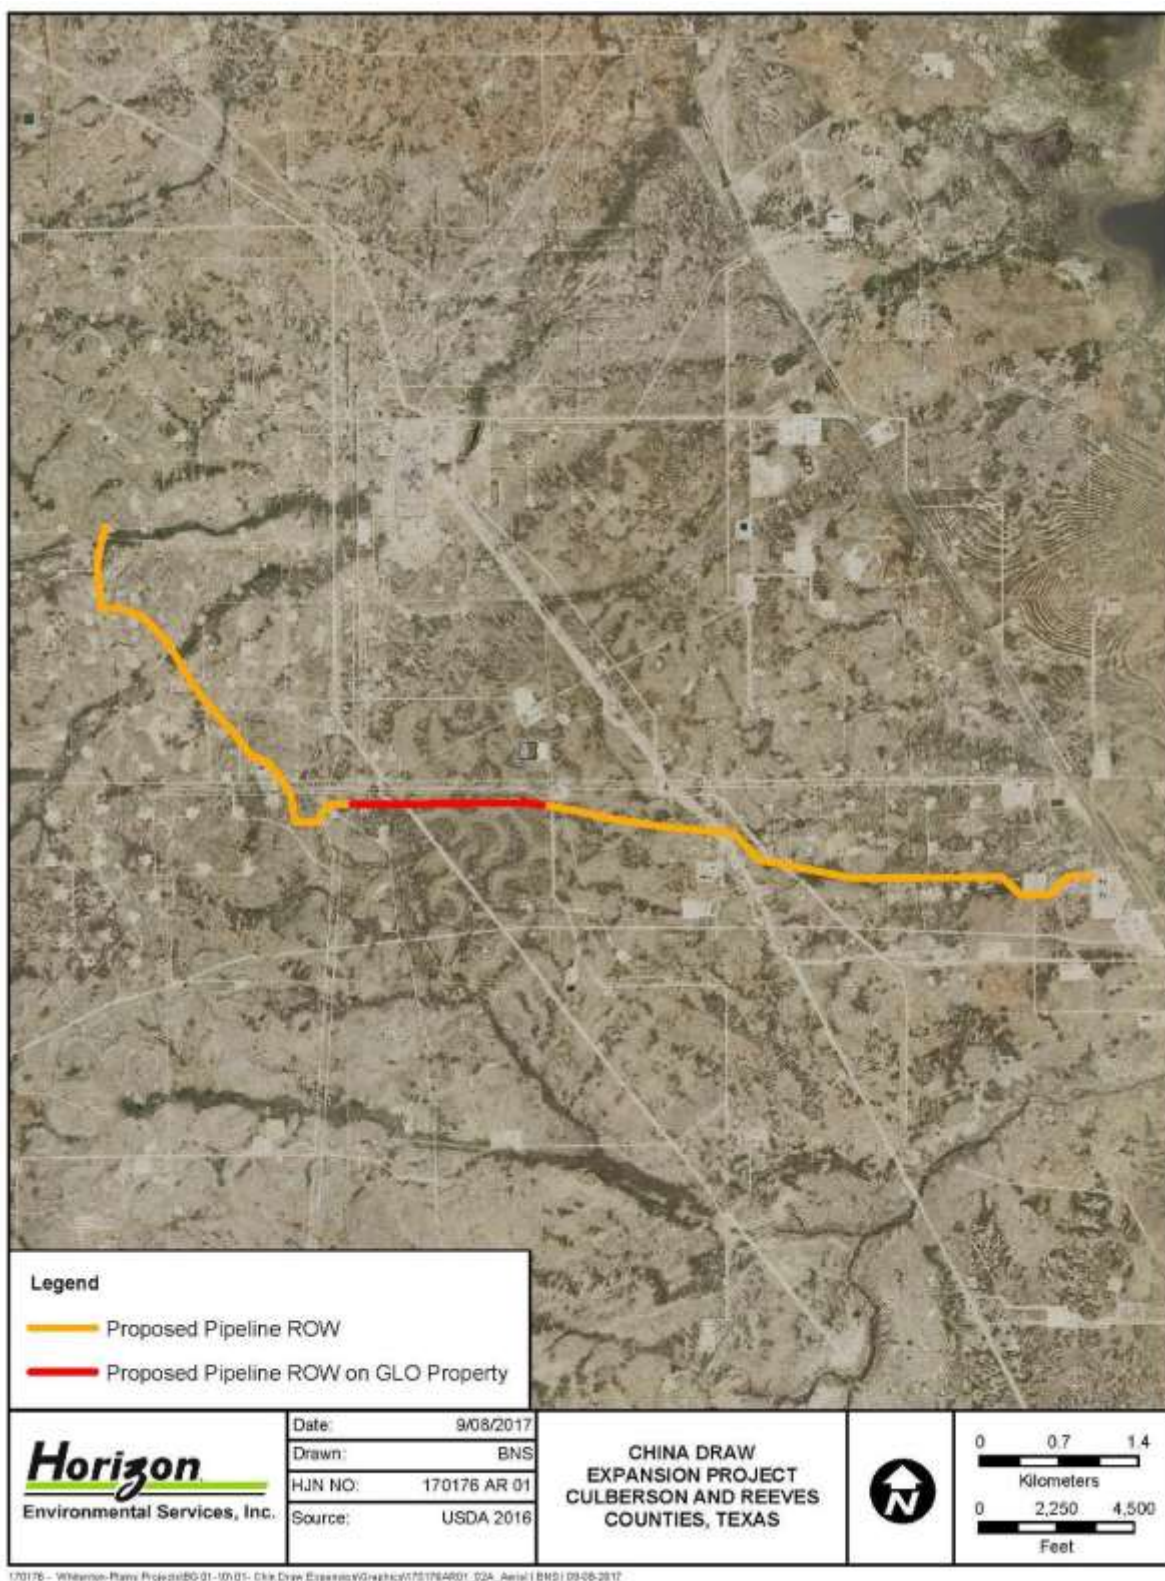 Legend
Proposed Pipeline ROW
Proposed Pipeline ROW on GLO Property
Horizon
Environmental Services, Inc.
Date: 9/08/2017
Drawn: BNS
HJN NO: 170176 AR 01
Source: USDA 2016
CHINA DRAW
EXPANSION PROJECT
CULBERSON AND REEVES
COUNTIES, TEXAS
N
0 0.7 1.4
Kilometers
0 2,250 4,500
Feet